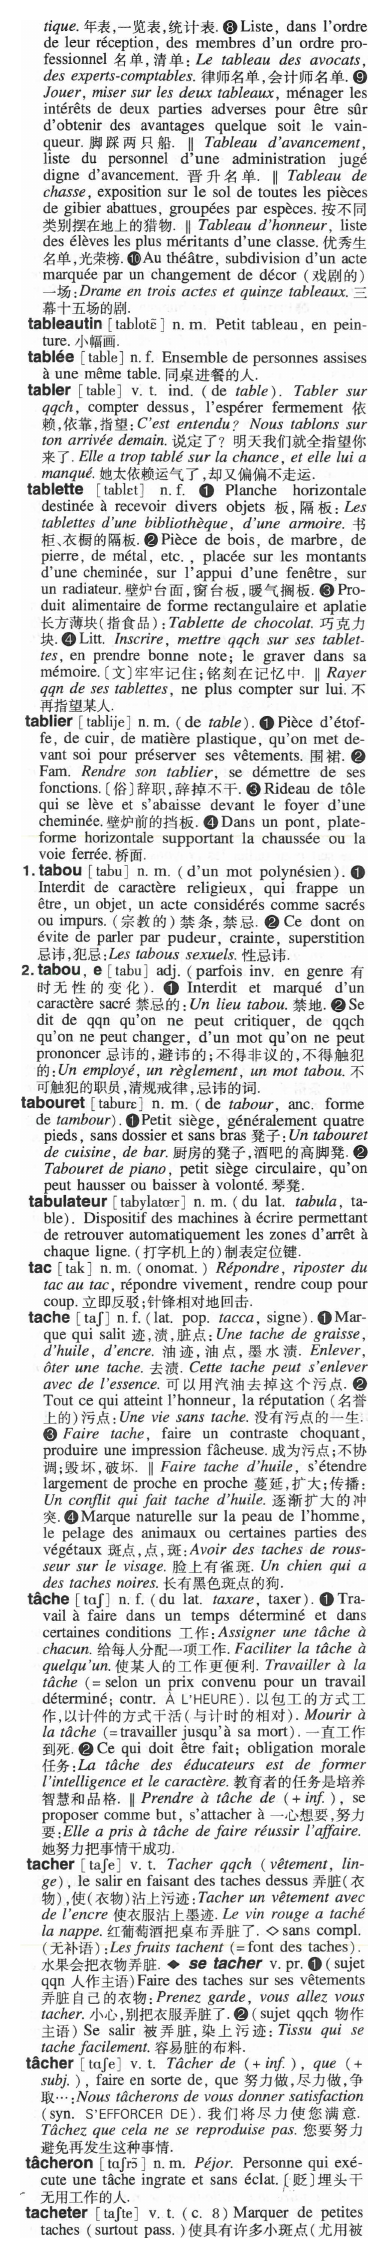 tique. 年表,一览表,统计表. ❽ Liste, dans l'ordre
de leur réception, des membres d'un ordre pro-
fessionnel 名单,清单: Le tableau des avocats,
des experts-comptables. 律师名单,会计师名单. ❾
Jouer, miser sur les deux tableaux, ménager les
intérêts de deux parties adverses pour être sûr
d'obtenir des avantages quelque soit le vain-
queur. 脚踩两只船. ‖ Tableau d'avancement,
liste du personnel d'une administration jugé
digne d'avancement. 晋升名单. ‖ Tableau de
chasse, exposition sur le sol de toutes les pièces
de gibier abattues, groupées par espèces. 按不同
类别摆在地上的猎物. ‖ Tableau d'honneur, liste
des élèves les plus méritants d'une classe. 优秀生
名单,光荣榜. ❿ Au théâtre, subdivision d'un acte
marquée par un changement de décor (戏剧的)
一场: Drame en trois actes et quinze tableaux. 三
幕十五场的剧.
tableautin [tablotɛ̃] n. m. Petit tableau, en pein-
ture. 小幅画.
tablée [table] n. f. Ensemble de personnes assises
à une même table. 同桌进餐的人.
tabler [table] v. t. ind. (de table). Tabler sur
qqch, compter dessus, l'espérer fermement 依
赖,依靠,指望: C'est entendu? Nous tablons sur
ton arrivée demain. 说定了? 明天我们就全指望你
来了. Elle a trop tablé sur la chance, et elle lui a
manqué. 她太依赖运气了,却又偏偏不走运.
tablette [tablet] n. f. ❶ Planche horizontale
destinée à recevoir divers objets 板,隔板: Les
tablettes d'une bibliothèque, d'une armoire. 书
柜、衣橱的隔板. ❷ Pièce de bois, de marbre, de
pierre, de métal, etc., placée sur les montants
d'une cheminée, sur l'appui d'une fenêtre, sur
un radiateur. 壁炉台面,窗台板,暖气搁板. ❸ Pro-
duit alimentaire de forme rectangulaire et aplatie
长方薄块(指食品): Tablette de chocolat. 巧克力
块. ❹ Litt. Inscrire, mettre qqch sur ses tablet-
tes, en prendre bonne note; le graver dans sa
mémoire. 〔文〕牢牢记住;铭刻在记忆中. ‖ Rayer
qqn de ses tablettes, ne plus compter sur lui. 不
再指望某人.
tablier [tablije] n. m. (de table). ❶ Pièce d'étof-
fe, de cuir, de matière plastique, qu'on met de-
vant soi pour préserver ses vêtements. 围裙. ❷
Fam. Rendre son tablier, se démettre de ses
fonctions. 〔俗〕辞职,辞掉不干. ❸ Rideau de tôle
qui se lève et s'abaisse devant le foyer d'une
cheminée. 壁炉前的挡板. ❹ Dans un pont, plate-
forme horizontale supportant la chaussée ou la
voie ferrée. 桥面.
1. tabou [tabu] n. m. (d'un mot polynésien). ❶
Interdit de caractère religieux, qui frappe un
être, un objet, un acte considérés comme sacrés
ou impurs. (宗教的) 禁条,禁忌. ❷ Ce dont on
évite de parler par pudeur, crainte, superstition
忌讳,犯忌: Les tabous sexuels. 性忌讳.
2. tabou, e [tabu] adj. (parfois inv. en genre 有
时无性的变化). ❶ Interdit et marqué d'un
caractère sacré 禁忌的: Un lieu tabou. 禁地. ❷ Se
dit de qqn qu'on ne peut critiquer, de qqch
qu'on ne peut changer, d'un mot qu'on ne peut
prononcer 忌讳的,避讳的;不得非议的,不得触犯
的: Un employé, un règlement, un mot tabou. 不
可触犯的职员,清规戒律,忌讳的词.
tabouret [taburɛ] n. m. (de tabour, anc. forme
de tambour). ❶ Petit siège, généralement quatre
pieds, sans dossier et sans bras 凳子: Un tabouret
de cuisine, de bar. 厨房的凳子,酒吧的高脚凳. ❷
Tabouret de piano, petit siège circulaire, qu'on
peut hausser ou baisser à volonté. 琴凳.
tabulateur [tabylatœr] n. m. (du lat. tabula, ta-
ble). Dispositif des machines à écrire permettant
de retrouver automatiquement les zones d'arrêt à
chaque ligne. (打字机上的)制表定位键.
tac [tak] n. m. (onomat.) Répondre, riposter du
tac au tac, répondre vivement, rendre coup pour
coup. 立即反驳;针锋相对地回击.
tache [taʃ] n. f. (lat. pop. tacca, signe). ❶ Mar-
que qui salit 迹,渍,脏点: Une tache de graisse,
d'huile, d'encre. 油迹,油点,墨水渍. Enlever,
ôter une tache. 去渍. Cette tache peut s'enlever
avec de l'essence. 可以用汽油去掉这个污点. ❷
Tout ce qui atteint l'honneur, la réputation (名誉
上的)污点: Une vie sans tache. 没有污点的一生.
❸ Faire tache, faire un contraste choquant,
produire une impression fâcheuse. 成为污点;不协
调;毁坏,破坏. ‖ Faire tache d'huile, s'étendre
largement de proche en proche 蔓延,扩大;传播:
Un conflit qui fait tache d'huile. 逐渐扩大的冲
突. ❹ Marque naturelle sur la peau de l'homme,
le pelage des animaux ou certaines parties des
végétaux 斑点,点,斑: Avoir des taches de rous-
seur sur le visage. 脸上有雀斑. Un chien qui a
des taches noires. 长有黑色斑点的狗.
tâche [tɑʃ] n. f. (du lat. taxare, taxer). ❶ Tra-
vail à faire dans un temps déterminé et dans
certaines conditions 工作: Assigner une tâche à
chacun. 给每人分配一项工作. Faciliter la tâche à
quelqu'un. 使某人的工作更便利. Travailler à la
tâche (= selon un prix convenu pour un travail
déterminé; contr. À L'HEURE). 以包工的方式工
作,以计件的方式干活(与计时的相对). Mourir à
la tâche (= travailler jusqu'à sa mort). 一直工作
到死. ❷ Ce qui doit être fait; obligation morale
任务: La tâche des éducateurs est de former
l'intelligence et le caractère. 教育者的任务是培养
智慧和品格. ‖ Prendre à tâche de (+ inf.), se
proposer comme but, s'attacher à 一心想要,努力
要: Elle a pris à tâche de faire réussir l'affaire.
她努力把事情干成功.
tacher [taʃe] v. t. Tacher qqch (vêtement, lin-
ge), le salir en faisant des taches dessus 弄脏(衣
物),使(衣物)沾上污迹: Tacher un vêtement avec
de l'encre 使衣服沾上墨迹. Le vin rouge a taché
la nappe. 红葡萄酒把桌布弄脏了. ◇ sans compl.
(无补语): Les fruits tachent (= font des taches).
水果会把衣物弄脏. ◆ se tacher v. pr. ❶ (sujet
qqn 人作主语) Faire des taches sur ses vêtements
弄脏自己的衣物: Prenez garde, vous allez vous
tacher. 小心,别把衣服弄脏了. ❷ (sujet qqch 物作
主语) Se salir 被弄脏,染上污迹: Tissu qui se
tache facilement. 容易脏的布料.
tâcher [tɑʃe] v. t. Tâcher de (+ inf.), que (+
subj.), faire en sorte de, que 努力做,尽力做,争
取…: Nous tâcherons de vous donner satisfaction
(syn. S'EFFORCER DE). 我们将尽力使您满意.
Tâchez que cela ne se reproduise pas. 您要努力
避免再发生这种事情.
tâcheron [tɑʃrɔ̃] n. m. Péjor. Personne qui exé-
cute une tâche ingrate et sans éclat. 〔贬〕埋头干
无用工作的人.
tacheter [taʃte] v. t. (c. 8) Marquer de petites
taches (surtout pass.) 使具有许多小斑点(尤用被